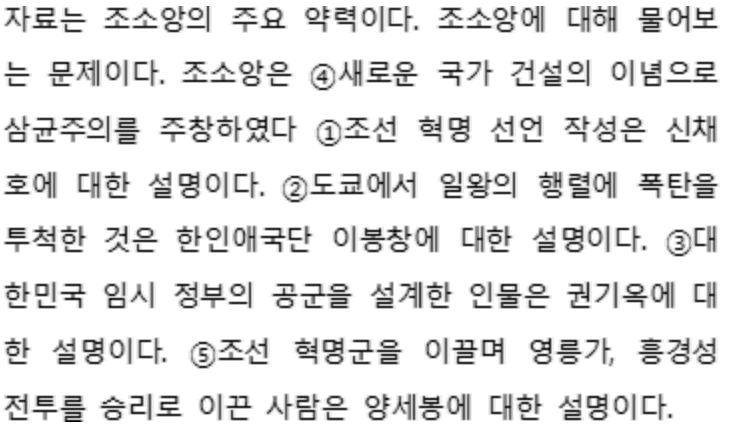 자료는 조소앙의 주요 약력이다. 조소앙에 대해 물어보
는 문제이다. 조소앙은 ④새로운 국가 건설의 이념으로
삼균주의를 주창하였다 ①조선 혁명 선언 작성은 신채
호에 대한 설명이다. ②도쿄에서 일왕의 행렬에 폭탄을
투척한 것은 한인애국단 이봉창에 대한 설명이다. ③대
한민국 임시 정부의 공군을 설계한 인물은 권기옥에 대
한 설명이다. ⑤조선 혁명군을 이끌며 영릉가, 흥경성
전투를 승리로 이끈 사람은 양세봉에 대한 설명이다.